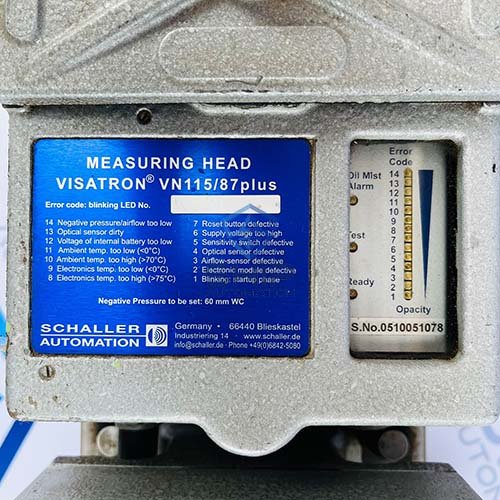 MEASURING HEAD
VISATRON® VN115/87plus
Error code: blinking LED No.
14 Negative pressure/airflow too low
13 Optical sensor dirty
12 Voltage of internal battery too low
11 Ambient temp. too low (<0°C)
10 Ambient temp. too high (>70°C)
9 Electronics temp. too low (<0°C)
8 Electronics temp. too high (>75°C)
7 Reset button defective
6 Supply voltage too high
5 Sensitivity switch defective
4 Optical sensor defective
3 Airflow-sensor defective
2 Electronic module defective
1 Blinking: startup phase
Negative Pressure to be set: 60 mm WC
SCHALLER
AUTOMATION
Germany • 66440 Blieskastel
Industriering 14 · www.schaller.de
info@schaller.de · Phone +49(0)6842-5080
Error
Code
Oil Mist
Alarm
Test
Ready
14
13
12
11
10
9
8
7
6
5
4
3
2
1
Opacity
S.No.0510051078